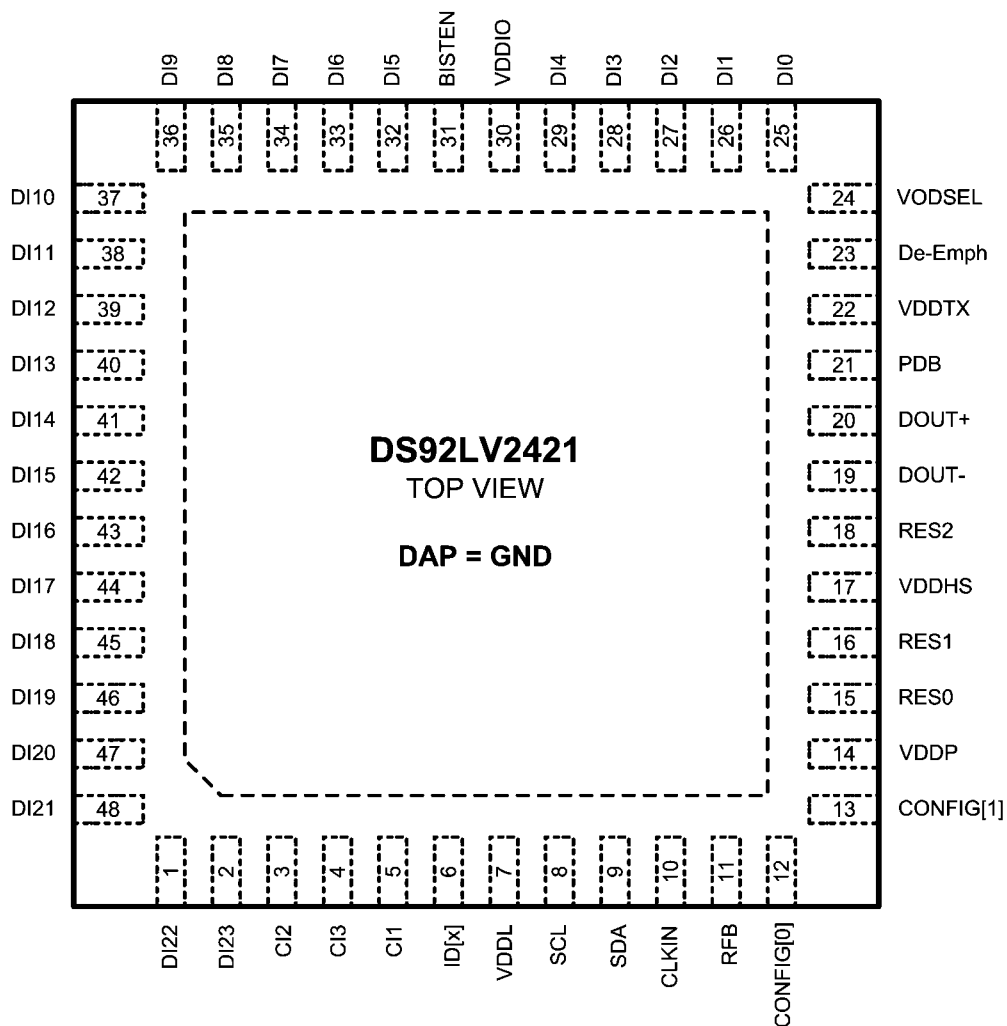 DI9 DI8 DI7 DI6 DI5 BISTEN VDDIO DI4 DI3 DI2 DI1 DI0
36 35 34 33 32 31 30 29 28 27 26 25
DI10 37 24 VODSEL
DI11 38 23 De-Emph
DI12 39 22 VDDTX
DI13 40 21 PDB
DI14 41 20 DOUT+
DS92LV2421
DI15 42 19 DOUT-
TOP VIEW
DI16 43 18 RES2
DAP = GND
DI17 44 17 VDDHS
DI18 45 16 RES1
DI19 46 15 RES0
DI20 47 14 VDDP
DI21 48 13 CONFIG[1]
1 2 3 4 5 6 7 8 9 10 11 12
DI22 DI23 CI2 CI3 CI1 ID[x] VDDL SCL SDA CLKIN RFB CONFIG[0]